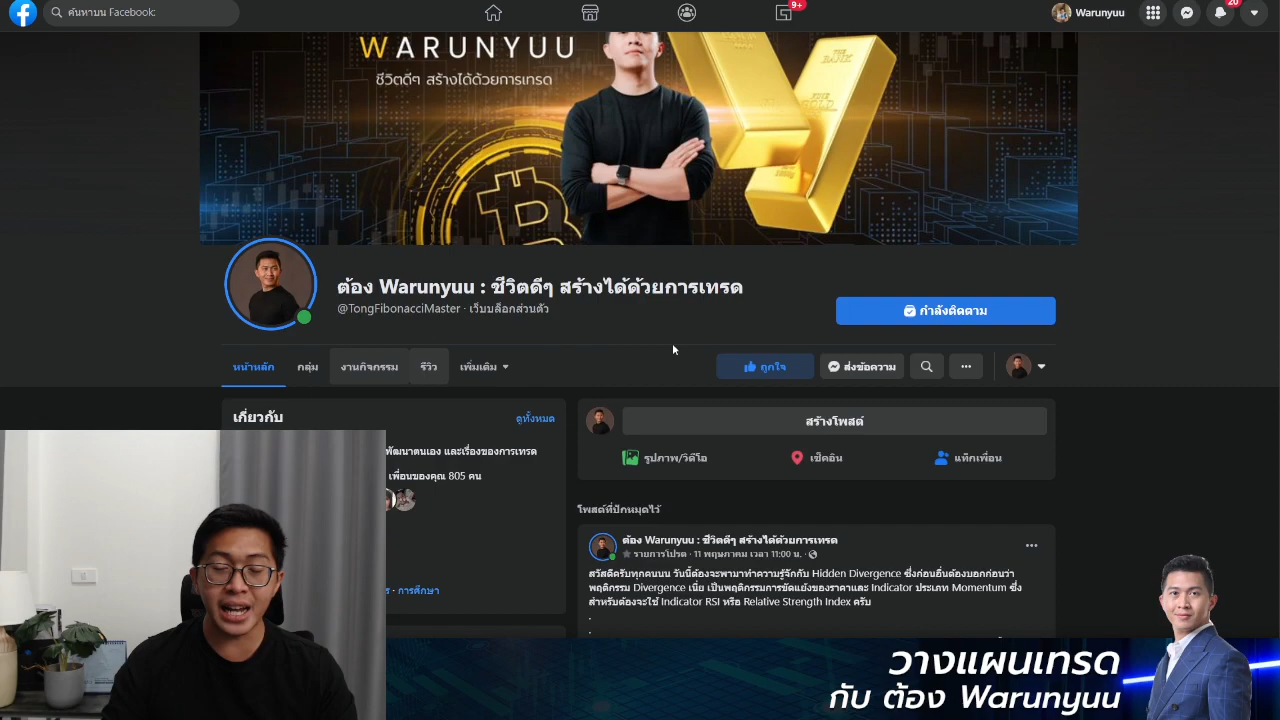 ค้นหาบน Facebook
9+
Warunyuu
20
WARUNYUU
ชีวิตดีๆ สร้างได้ด้วยการเทรด
ต้อง Warunyuu : ชีวิตดีๆ สร้างได้ด้วยการเทรด
@TongFibonacciMaster · เว็บบล็อกส่วนตัว
กำลังติดตาม
หน้าหลัก กลุ่ม งานกิจกรรม รีวิว เพิ่มเติม
ถูกใจ ส่งข้อความ
เกี่ยวกับ ดูทั้งหมด
พัฒนาตนเอง และเรื่องของการเทรด
เพื่อนของคุณ 805 คน
· การศึกษา
สร้างโพสต์
รูปภาพ/วิดีโอ เช็คอิน แท็กเพื่อน
โพสต์ที่ปักหมุดไว้
ต้อง Warunyuu : ชีวิตดีๆ สร้างได้ด้วยการเทรด
รายการโปรด · 11 พฤษภาคม เวลา 11:00 น. ·
สวัสดีครับทุกคนนน วันนี้ต้องจะพามาทำความรู้จักกับ Hidden Divergence ซึ่งก่อนอื่นต้องบอกก่อนว่า
พฤติกรรม Divergence เนี่ย เป็นพฤติกรรมการขัดแย้งของราคาและ Indicator ประเภท Momentum ซึ่ง
สำหรับต้องจะใช้ Indicator RSI หรือ Relative Strength Index ครับ
.
.
วางแผนเทรด
กับ ต้อง Warunyuu